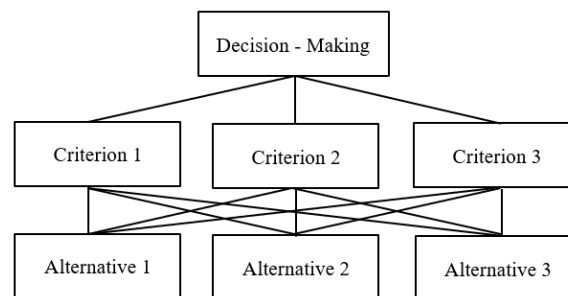 Decision - Making
Criterion 1
Criterion 2
Criterion 3
Alternative 1
Alternative 2
Alternative 3